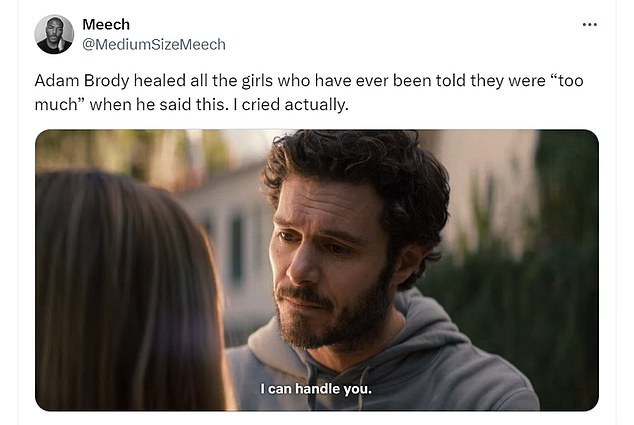 Meech
@MediumSizeMeech
Adam Brody healed all the girls who have ever been told they were “too
much” when he said this. I cried actually.
I can handle you.